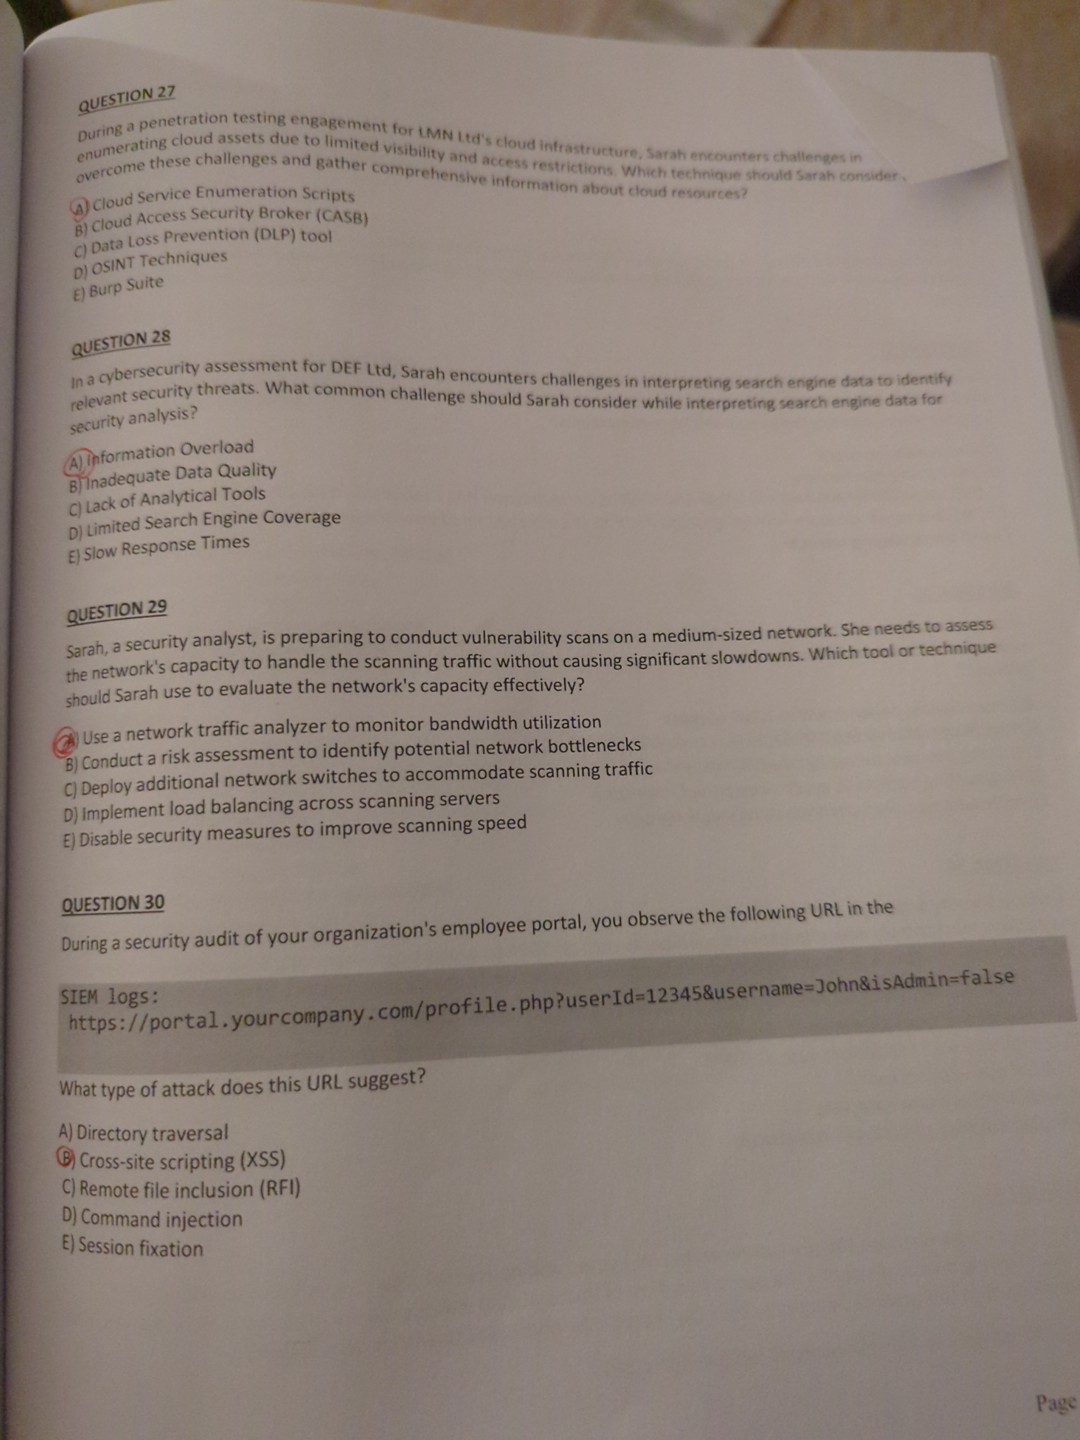 QUESTION 27
During a penetration testing engagement for LMN Ltd's cloud infrastructure, Sarah encounters challenges in
enumerating cloud assets due to limited visibility and access restrictions. Which technique should Sarah consider
overcome these challenges and gather comprehensive information about cloud resources?
A) Cloud Service Enumeration Scripts
B) Cloud Access Security Broker (CASB)
C) Data Loss Prevention (DLP) tool
D) OSINT Techniques
E) Burp Suite
QUESTION 28
In a cybersecurity assessment for DEF Ltd, Sarah encounters challenges in interpreting search engine data to identify
relevant security threats. What common challenge should Sarah consider while interpreting search engine data for
security analysis?
A) Information Overload
B) Inadequate Data Quality
C) Lack of Analytical Tools
D) Limited Search Engine Coverage
E) Slow Response Times
QUESTION 29
Sarah, a security analyst, is preparing to conduct vulnerability scans on a medium-sized network. She needs to assess
the network's capacity to handle the scanning traffic without causing significant slowdowns. Which tool or technique
should Sarah use to evaluate the network's capacity effectively?
A) Use a network traffic analyzer to monitor bandwidth utilization
B) Conduct a risk assessment to identify potential network bottlenecks
C) Deploy additional network switches to accommodate scanning traffic
D) Implement load balancing across scanning servers
E) Disable security measures to improve scanning speed
QUESTION 30
During a security audit of your organization's employee portal, you observe the following URL in the
SIEM logs:
https://portal.yourcompany.com/profile.php?userId=12345&username=John&isAdmin=false
What type of attack does this URL suggest?
A) Directory traversal
B) Cross-site scripting (XSS)
C) Remote file inclusion (RFI)
D) Command injection
E) Session fixation
Page